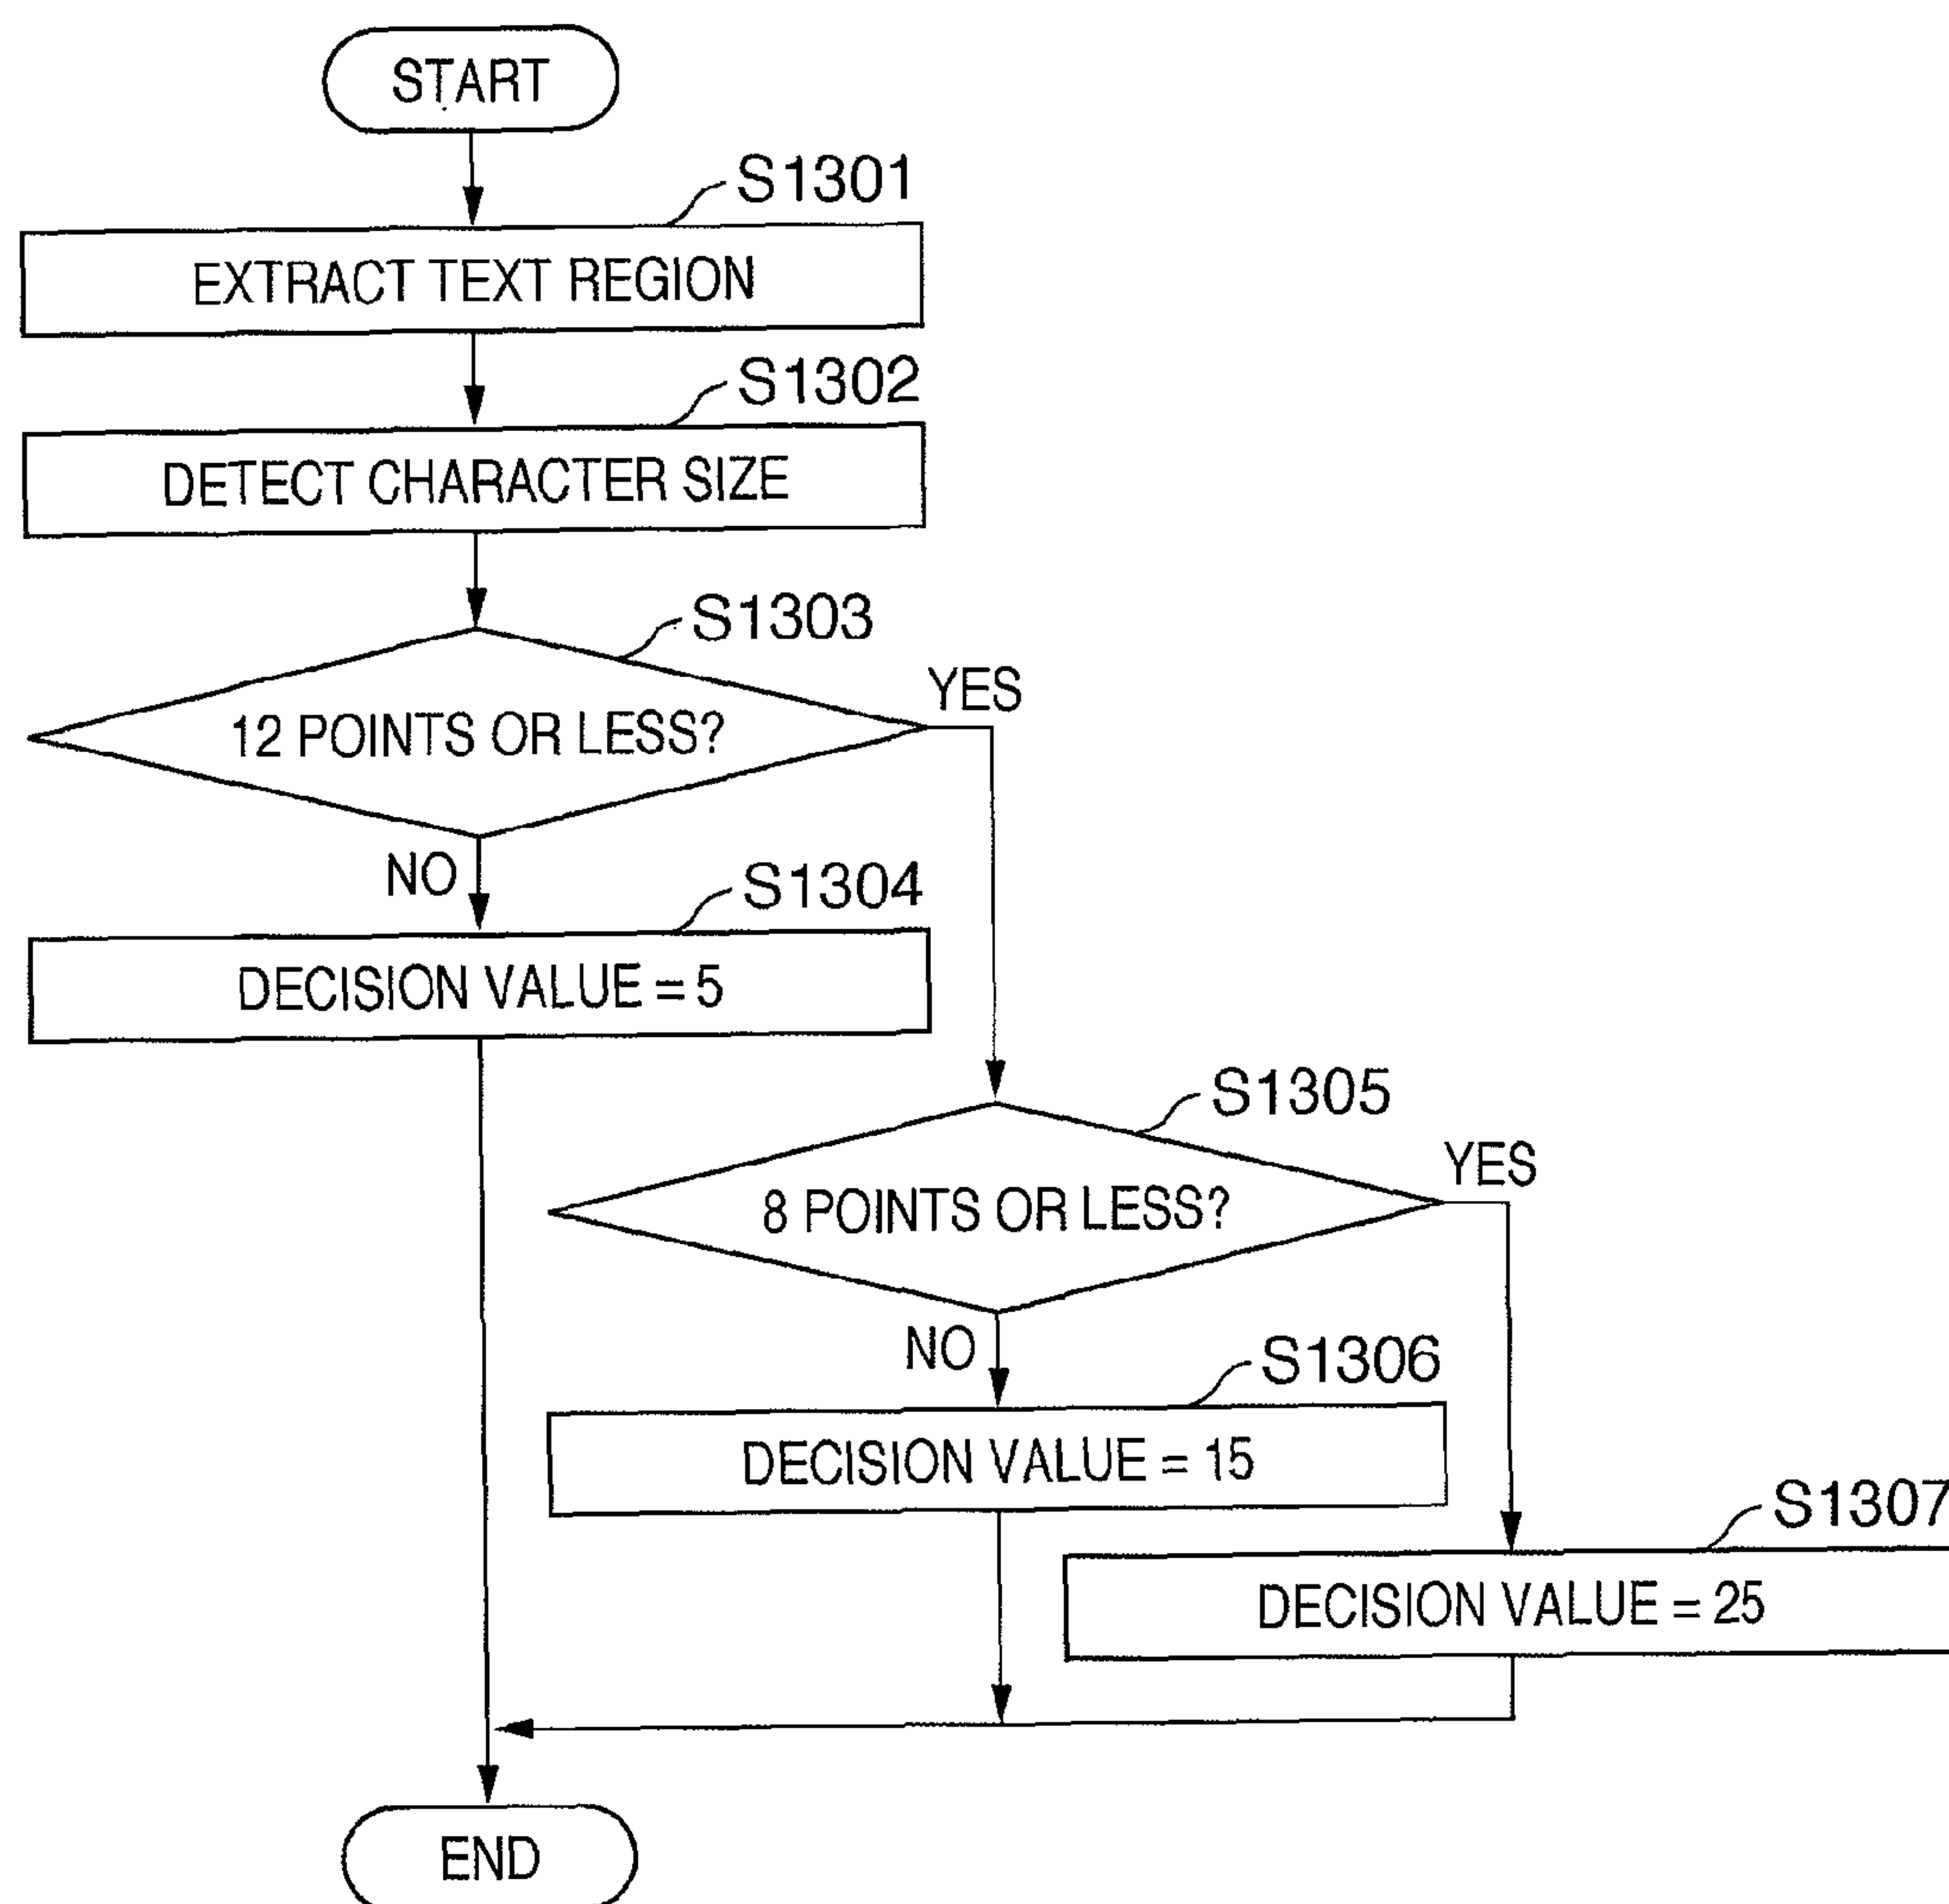 START
S1301
EXTRACT TEXT REGION
S1302
DETECT CHARACTER SIZE
S1303
12 POINTS OR LESS?
YES
NO
S1304
DECISION VALUE = 5
S1305
8 POINTS OR LESS?
YES
NO
S1306
DECISION VALUE = 15
S1307
DECISION VALUE = 25
END